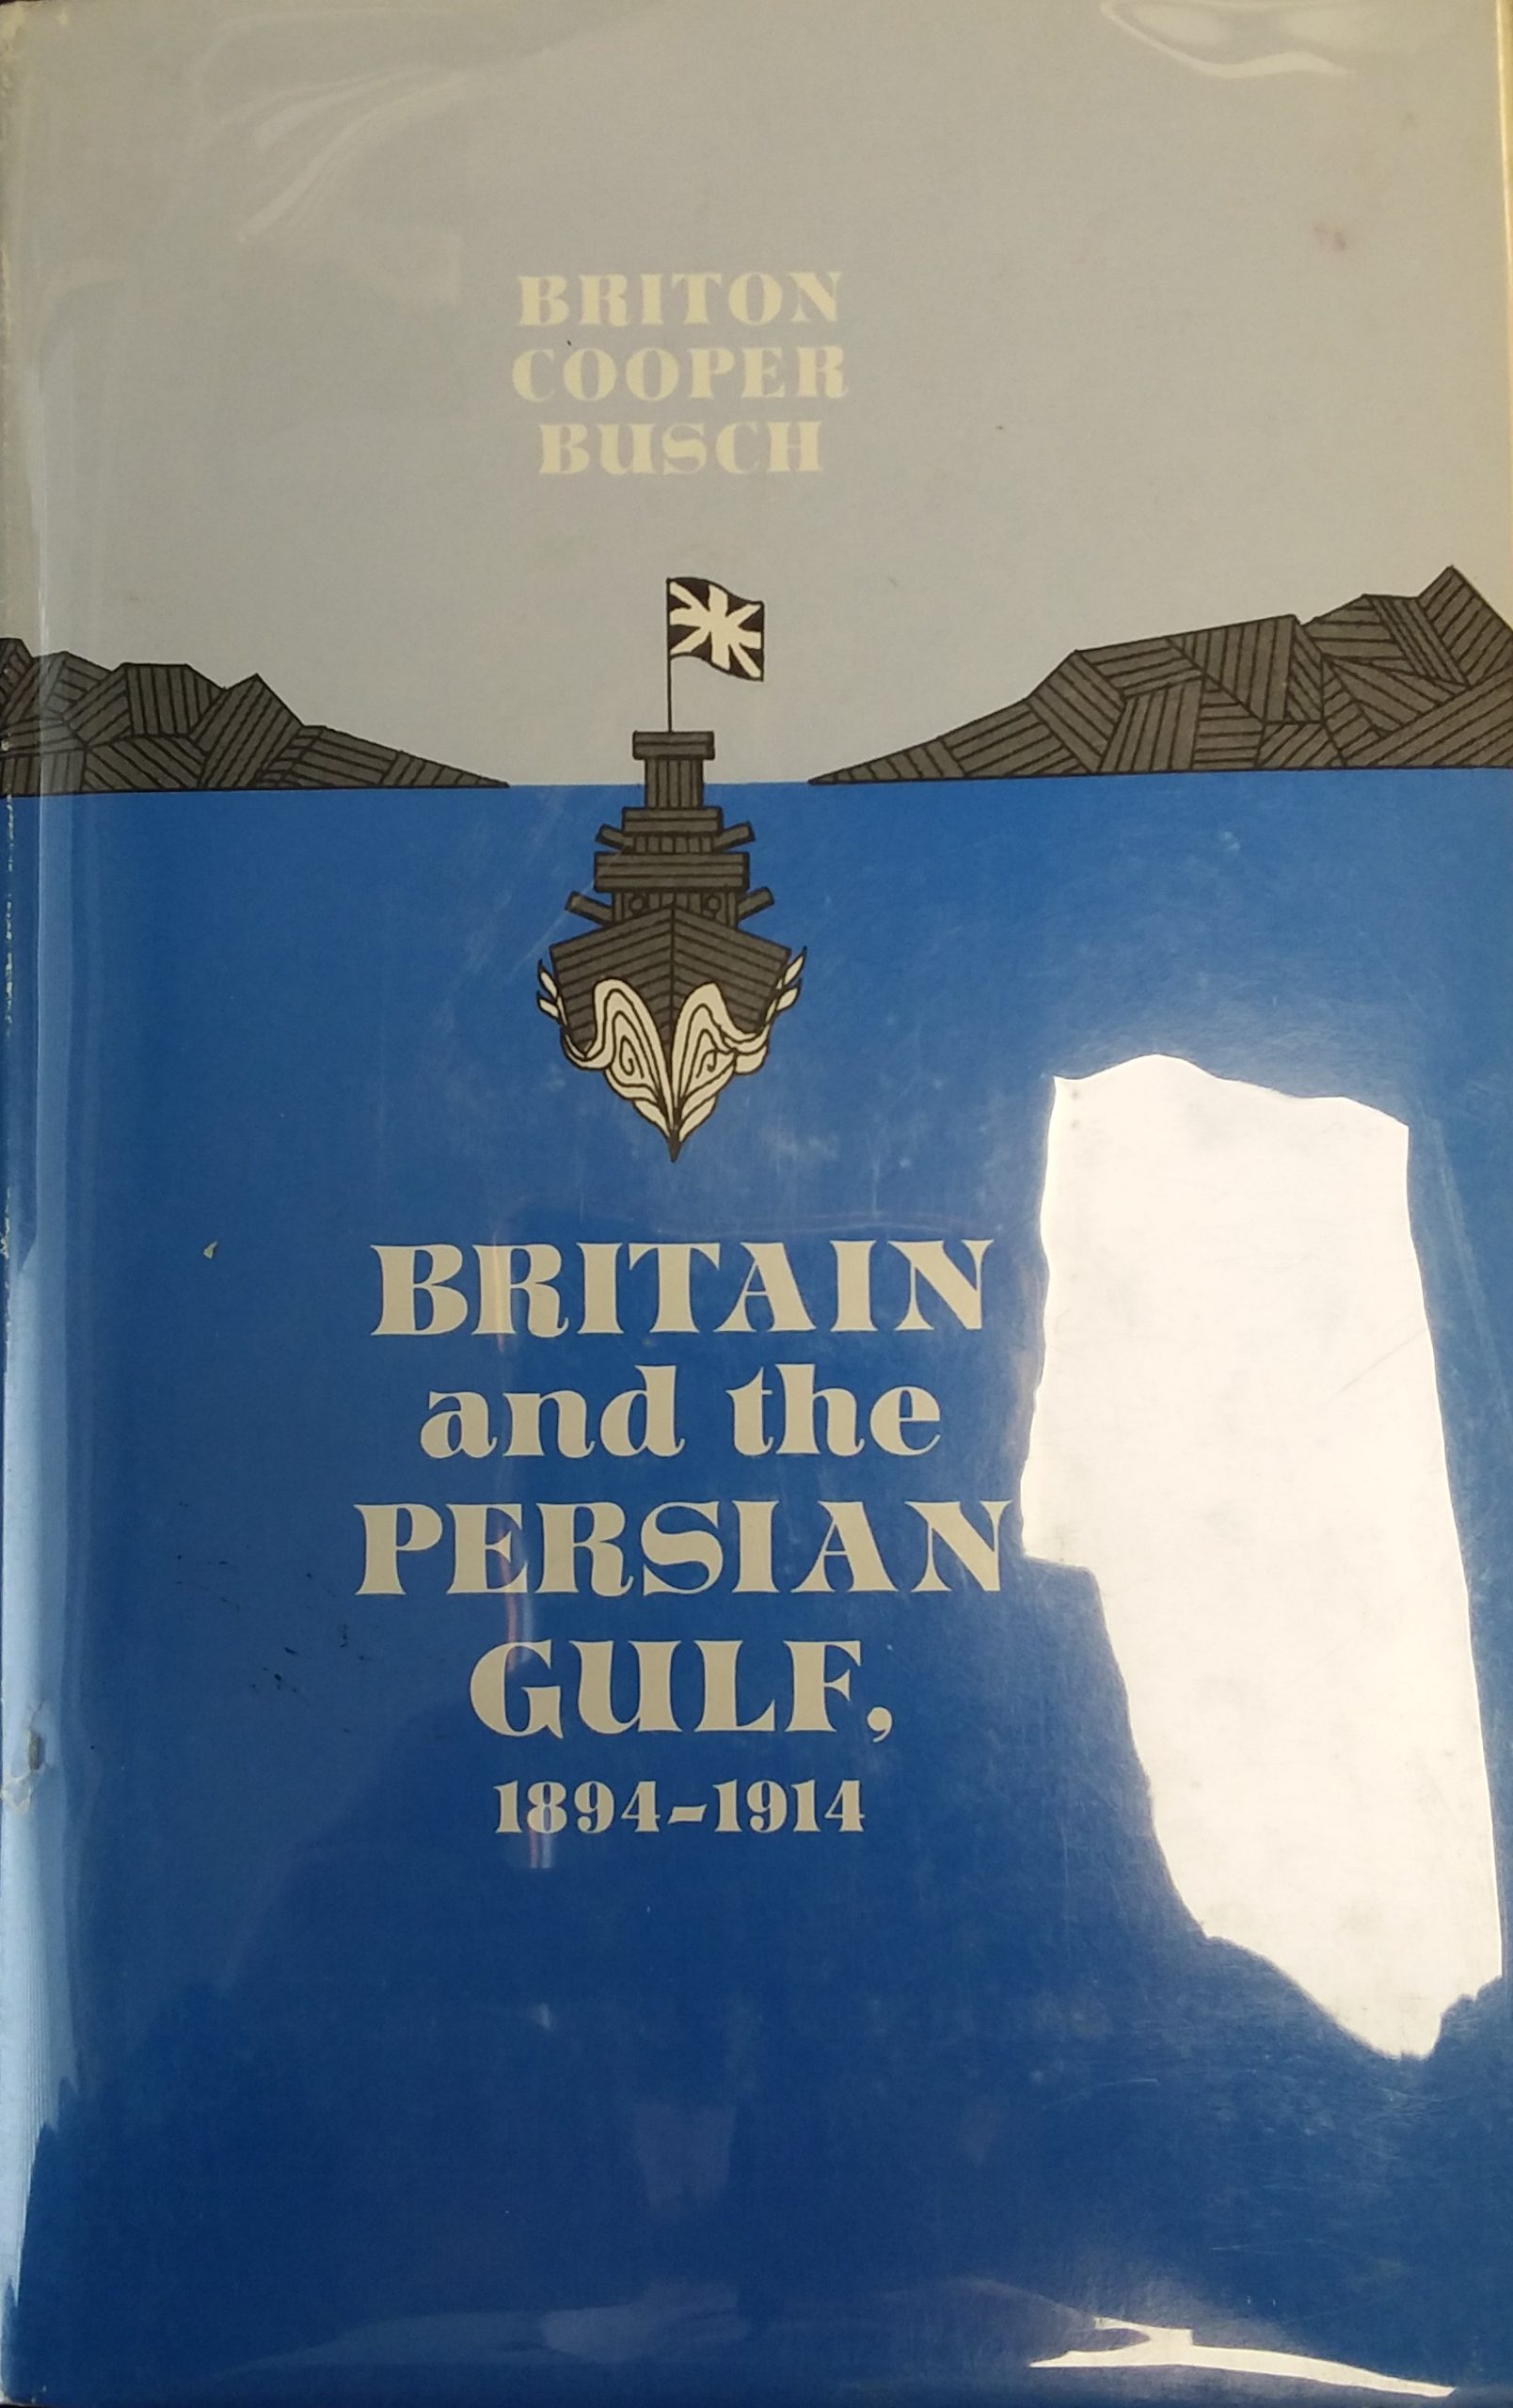 BRITON
COOPER
BUSCH
BRITAIN
and the
PERSIAN
GULF,
1894-1914